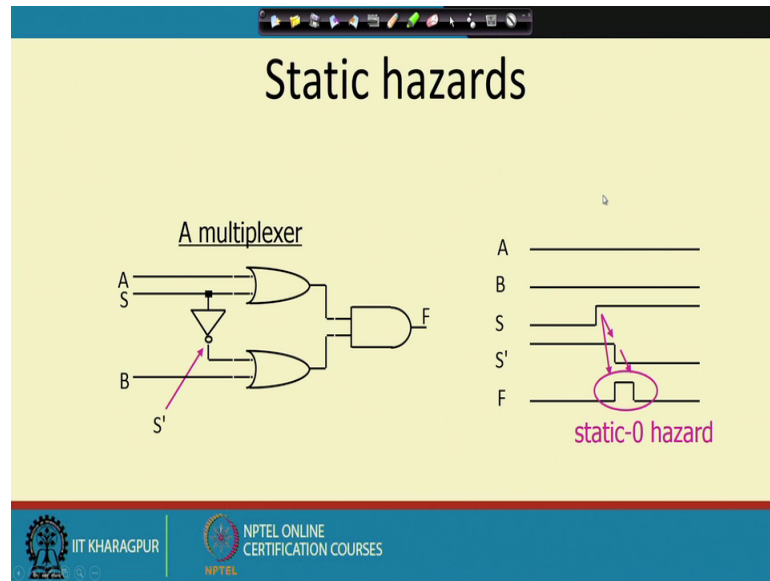 Static hazards
A multiplexer
A
S
B
S'
F
A
B
S
S'
F
static-0 hazard
IIT KHARAGPUR
NPTEL
NPTEL ONLINE
CERTIFICATION COURSES